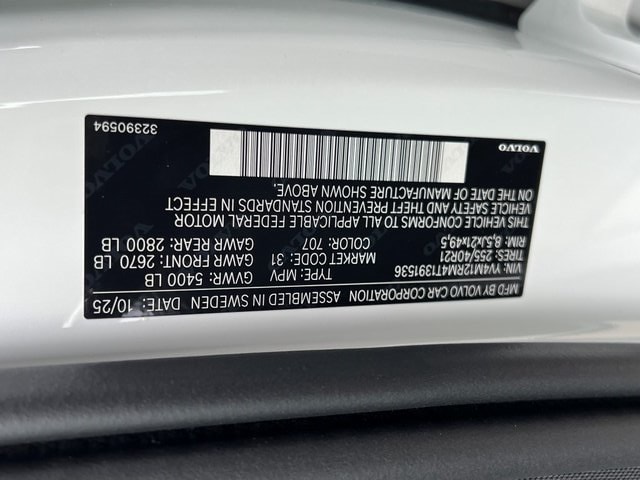 MFD BY VOLVO CAR CORPORATION ASSEMBLED IN SWEDEN 10/25
VIN: YV4M12RM4T1391536 TYPE: MPV GVWR: 5400 LB
TIRES: 255/40R21 MARKET CODE: 31 GAWR FRONT: 2670 LB
RIM: 8,5Jx21x49,5 COLOR: 707 GAWR REAR: 2800 LB
THIS VEHICLE CONFORMS TO ALL APPLICABLE FEDERAL MOTOR
VEHICLE SAFETY AND THEFT PREVENTION STANDARDS IN EFFECT
ON THE DATE OF MANUFACTURE SHOWN ABOVE.
VOLVO
32390594